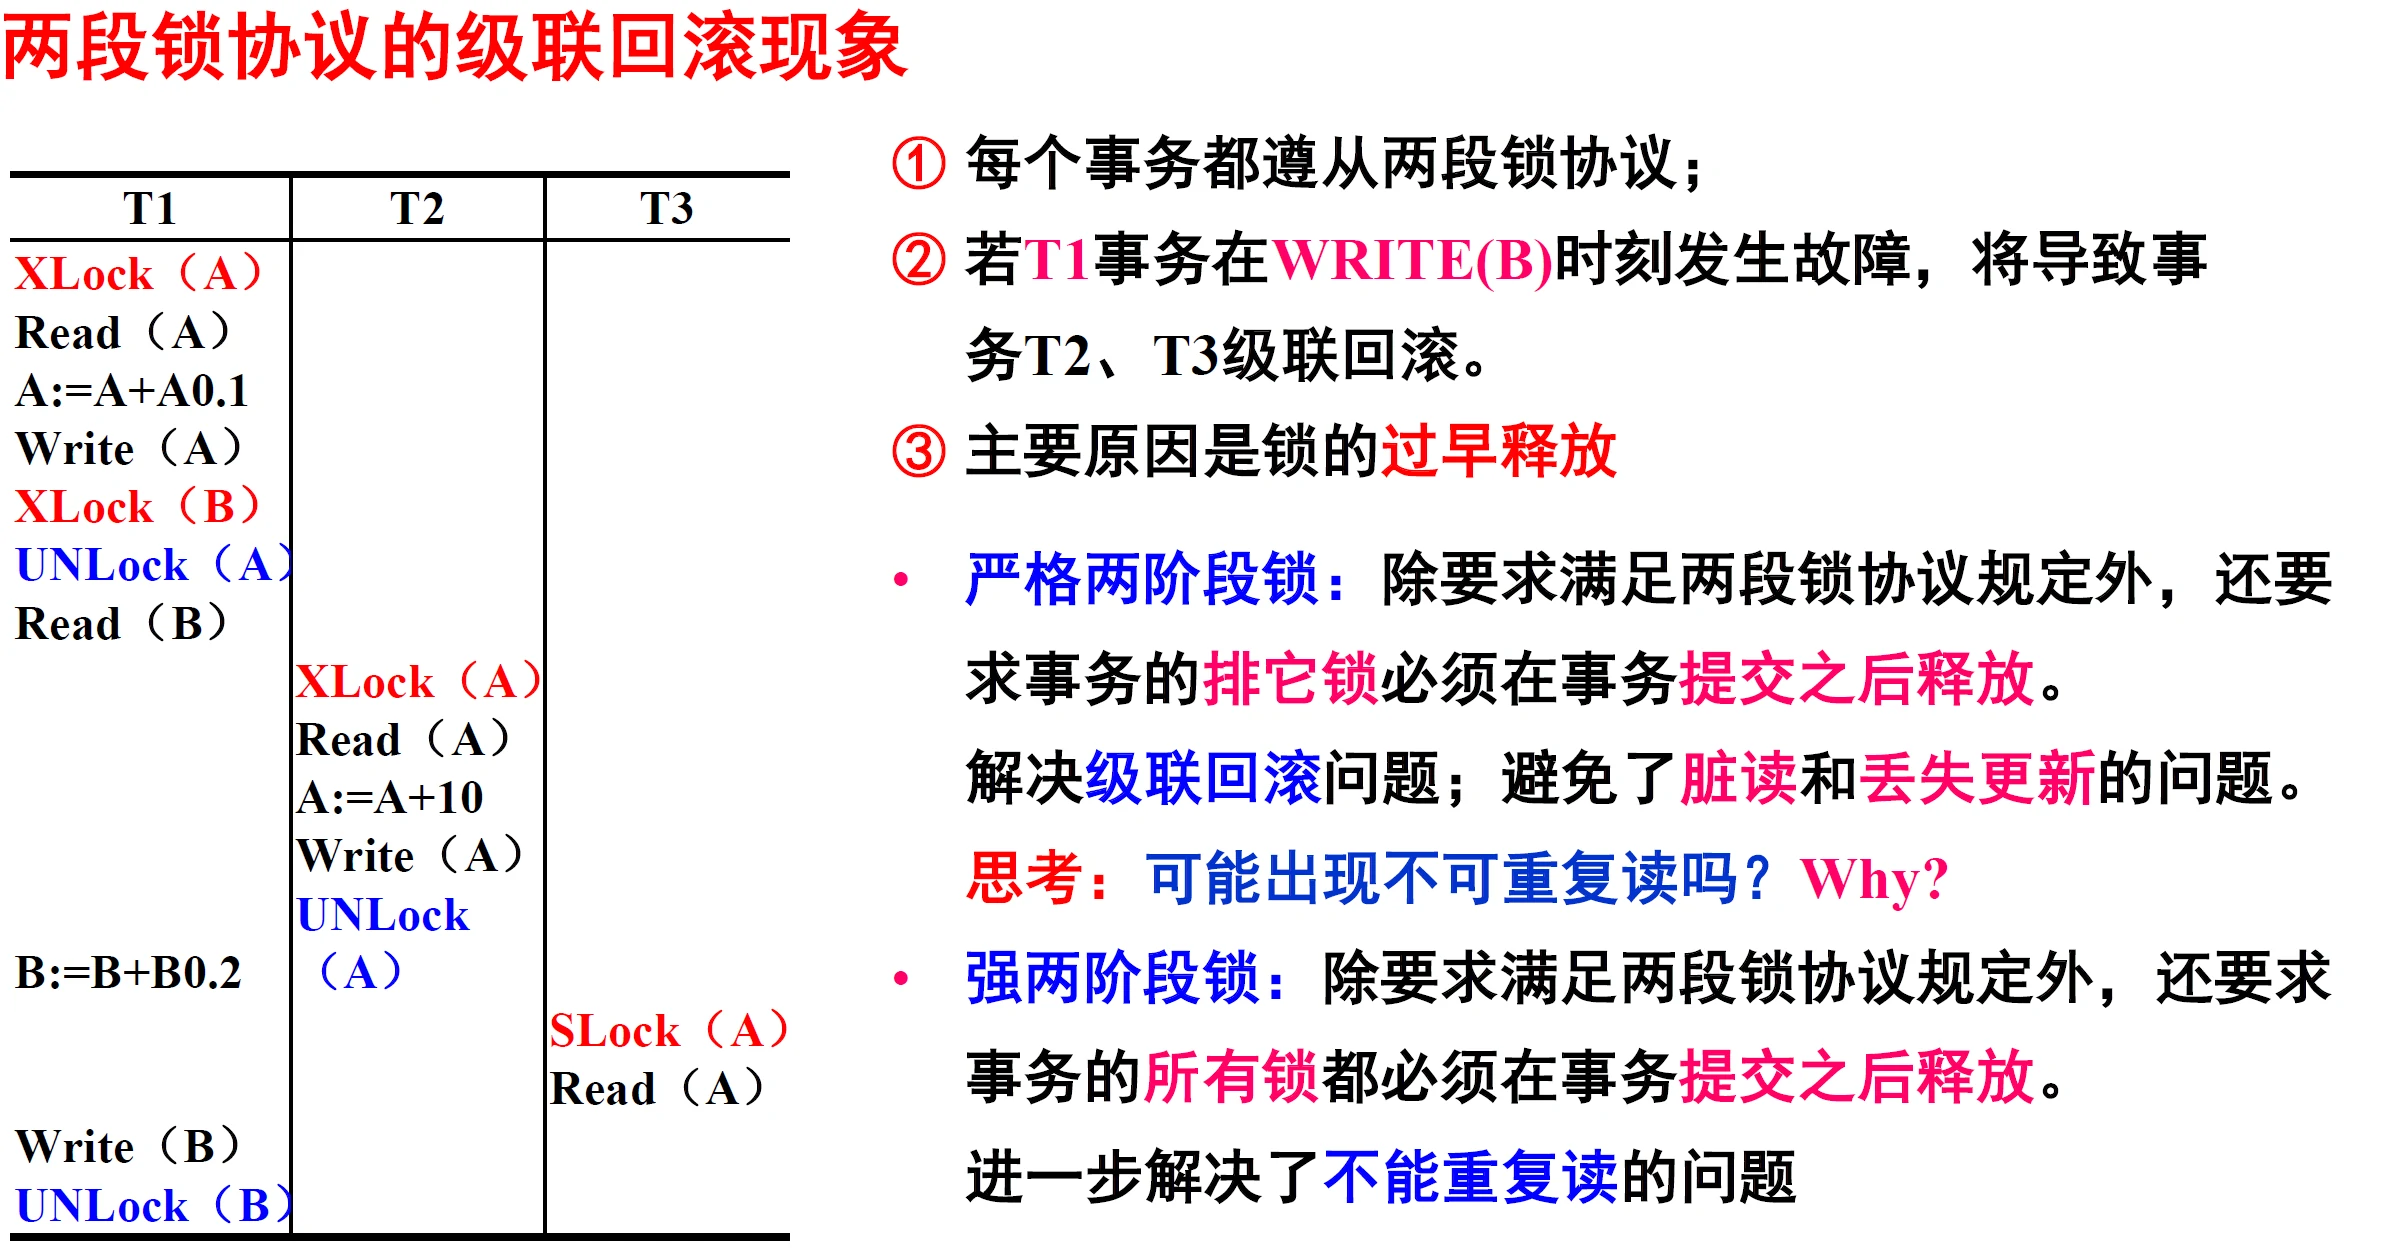 两段锁协议的级联回滚现象
T1 T2 T3
XLock（A）
Read（A）
A:=A+A0.1
Write（A）
XLock（B）
UNLock（A）
Read（B）
XLock（A）
Read（A）
A:=A+10
Write（A）
UNLock
B:=B+B0.2 （A）
SLock（A）
Read（A）
Write（B）
UNLock（B）
① 每个事务都遵从两段锁协议；
② 若T1事务在WRITE(B)时刻发生故障，将导致事
务T2、T3级联回滚。
③ 主要原因是锁的过早释放
• 严格两阶段锁：除要求满足两段锁协议规定外，还要
求事务的排它锁必须在事务提交之后释放。
解决级联回滚问题；避免了脏读和丢失更新的问题。
思考：可能出现不可重复读吗？Why?
• 强两阶段锁：除要求满足两段锁协议规定外，还要求
事务的所有锁都必须在事务提交之后释放。
进一步解决了不能重复读的问题